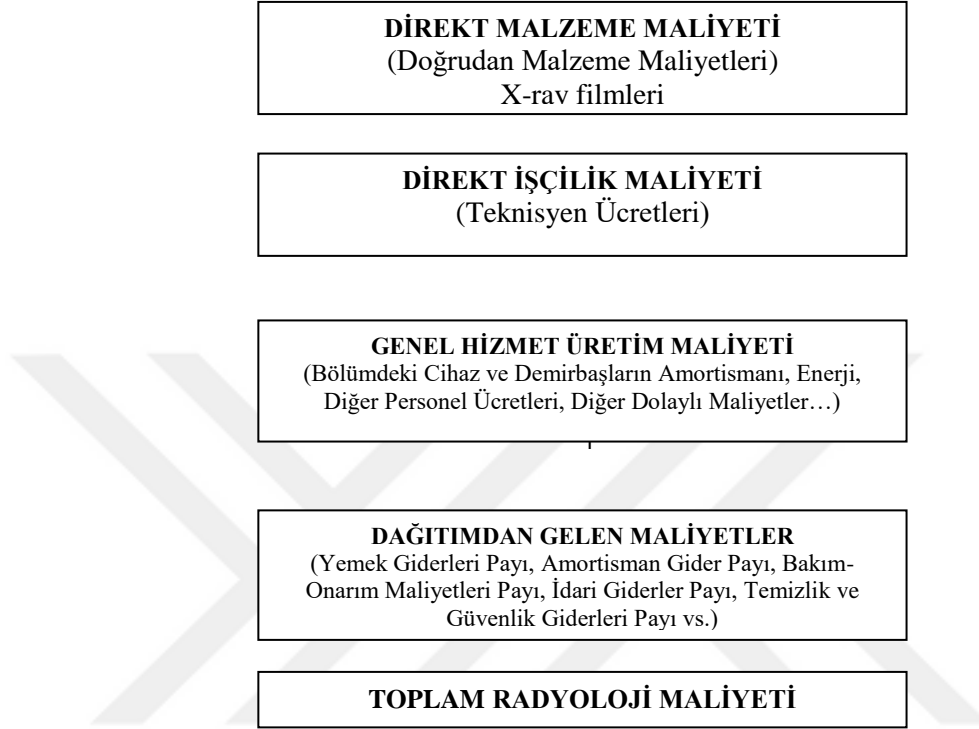 DİREKT MALZEME MALİYETİ
(Doğrudan Malzeme Maliyetleri)
X-rav filmleri
DİREKT İŞÇİLİK MALİYETİ
(Teknisyen Ücretleri)
GENEL HİZMET ÜRETİM MALİYETİ
(Bölümdeki Cihaz ve Demirbaşların Amortismanı, Enerji,
Diğer Personel Ücretleri, Diğer Dolaylı Maliyetler…)
DAĞITIMDAN GELEN MALİYETLER
(Yemek Giderleri Payı, Amortisman Gider Payı, Bakım-
Onarım Maliyetleri Payı, İdari Giderler Payı, Temizlik ve
Güvenlik Giderleri Payı vs.)
TOPLAM RADYOLOJİ MALİYETİ